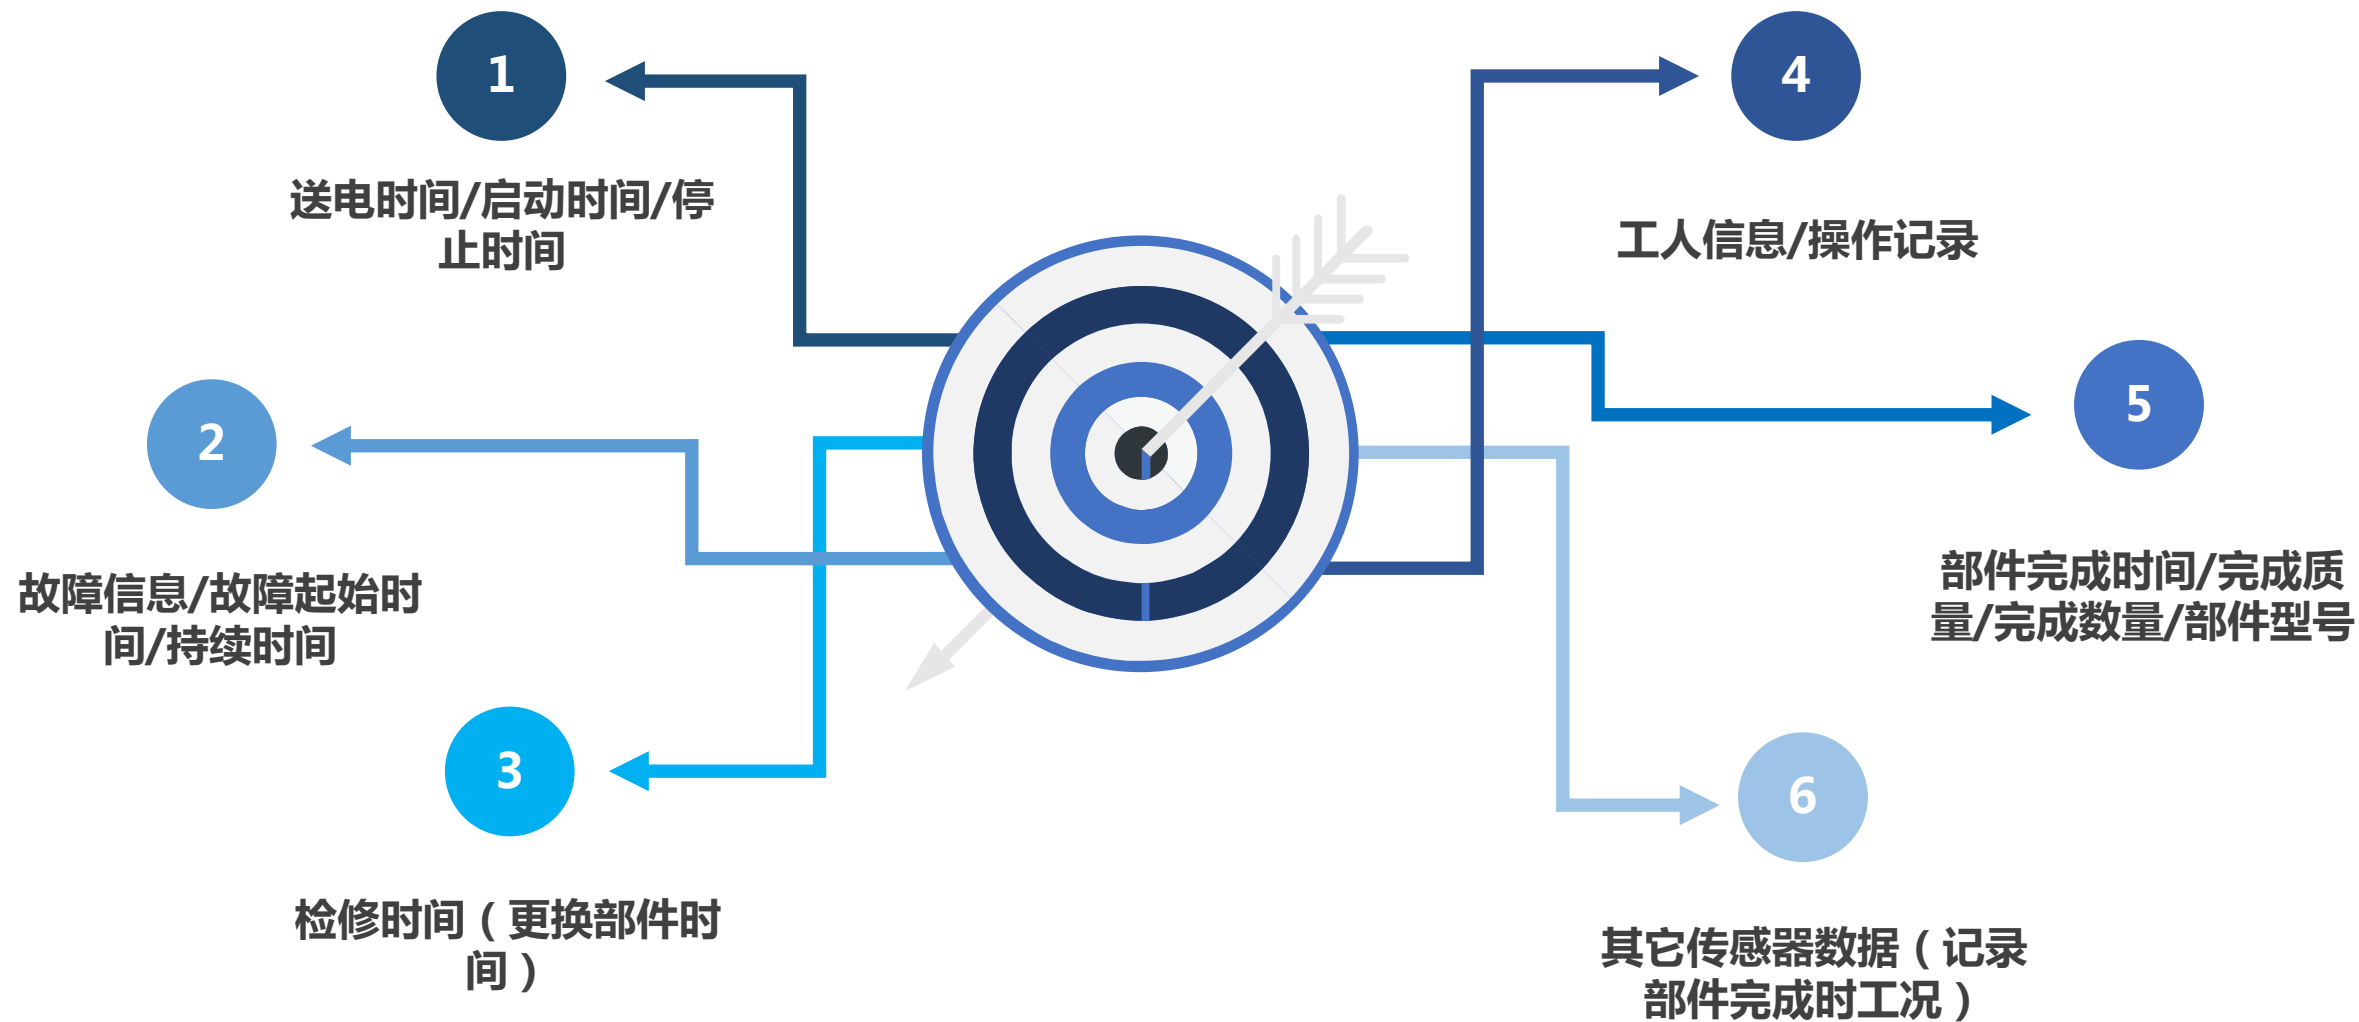 1
送电时间/启动时间/停
止时间
2
故障信息/故障起始时
间/持续时间
3
检修时间（更换部件时
间）
4
工人信息/操作记录
5
部件完成时间/完成质
量/完成数量/部件型号
6
其它传感器数据（记录
部件完成时工况）